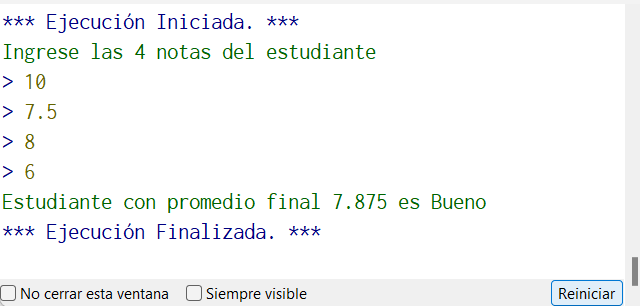 *** Ejecución Iniciada. ***
Ingrese las 4 notas del estudiante
> 10
> 7.5
> 8
> 6
Estudiante con promedio final 7.875 es Bueno
*** Ejecución Finalizada. ***
No cerrar esta ventana Siempre visible Reiniciar